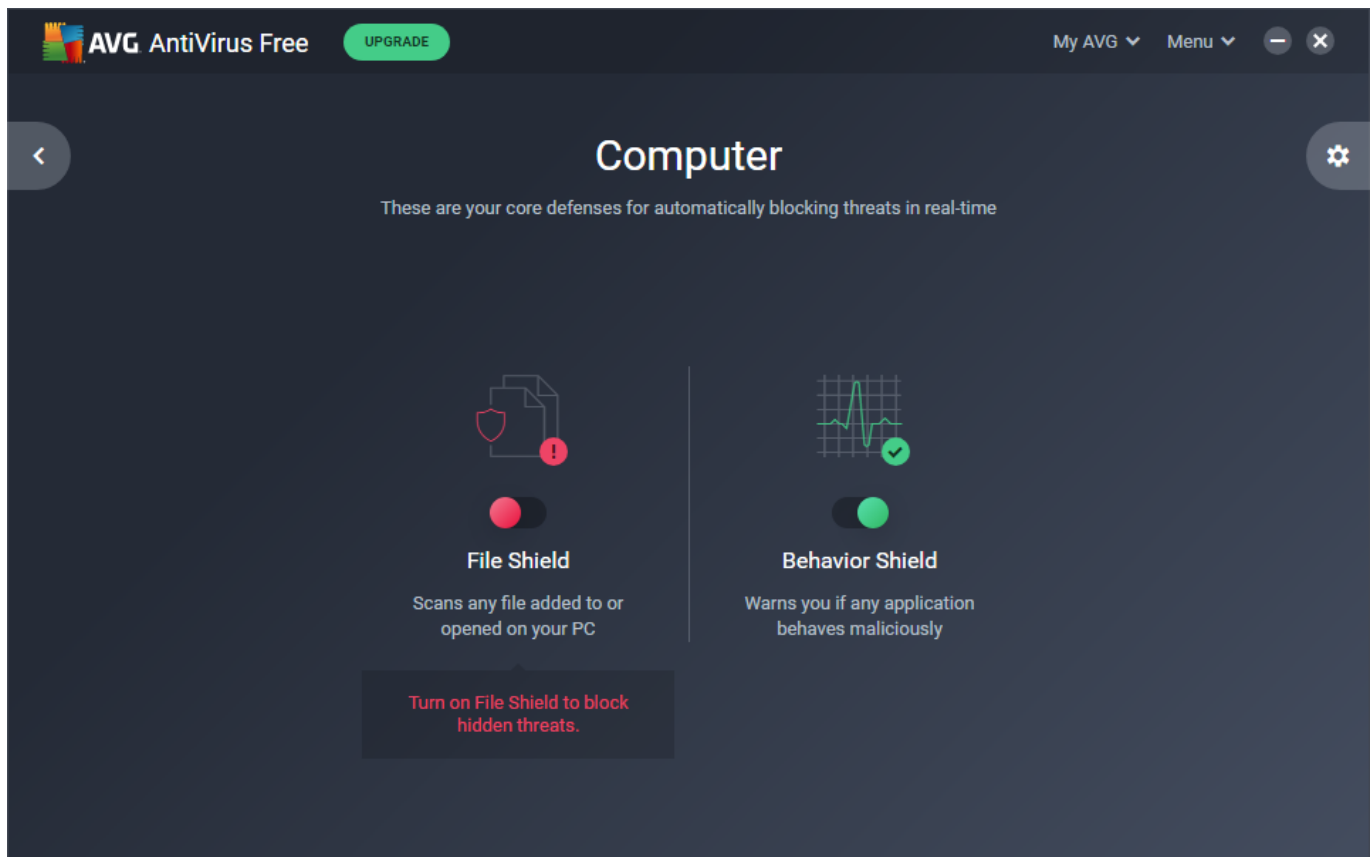 AVG AntiVirus Free
UPGRADE
My AVG
Menu
Computer
These are your core defenses for automatically blocking threats in real-time
File Shield
Scans any file added to or
opened on your PC
Turn on File Shield to block
hidden threats.
Behavior Shield
Warns you if any application
behaves maliciously